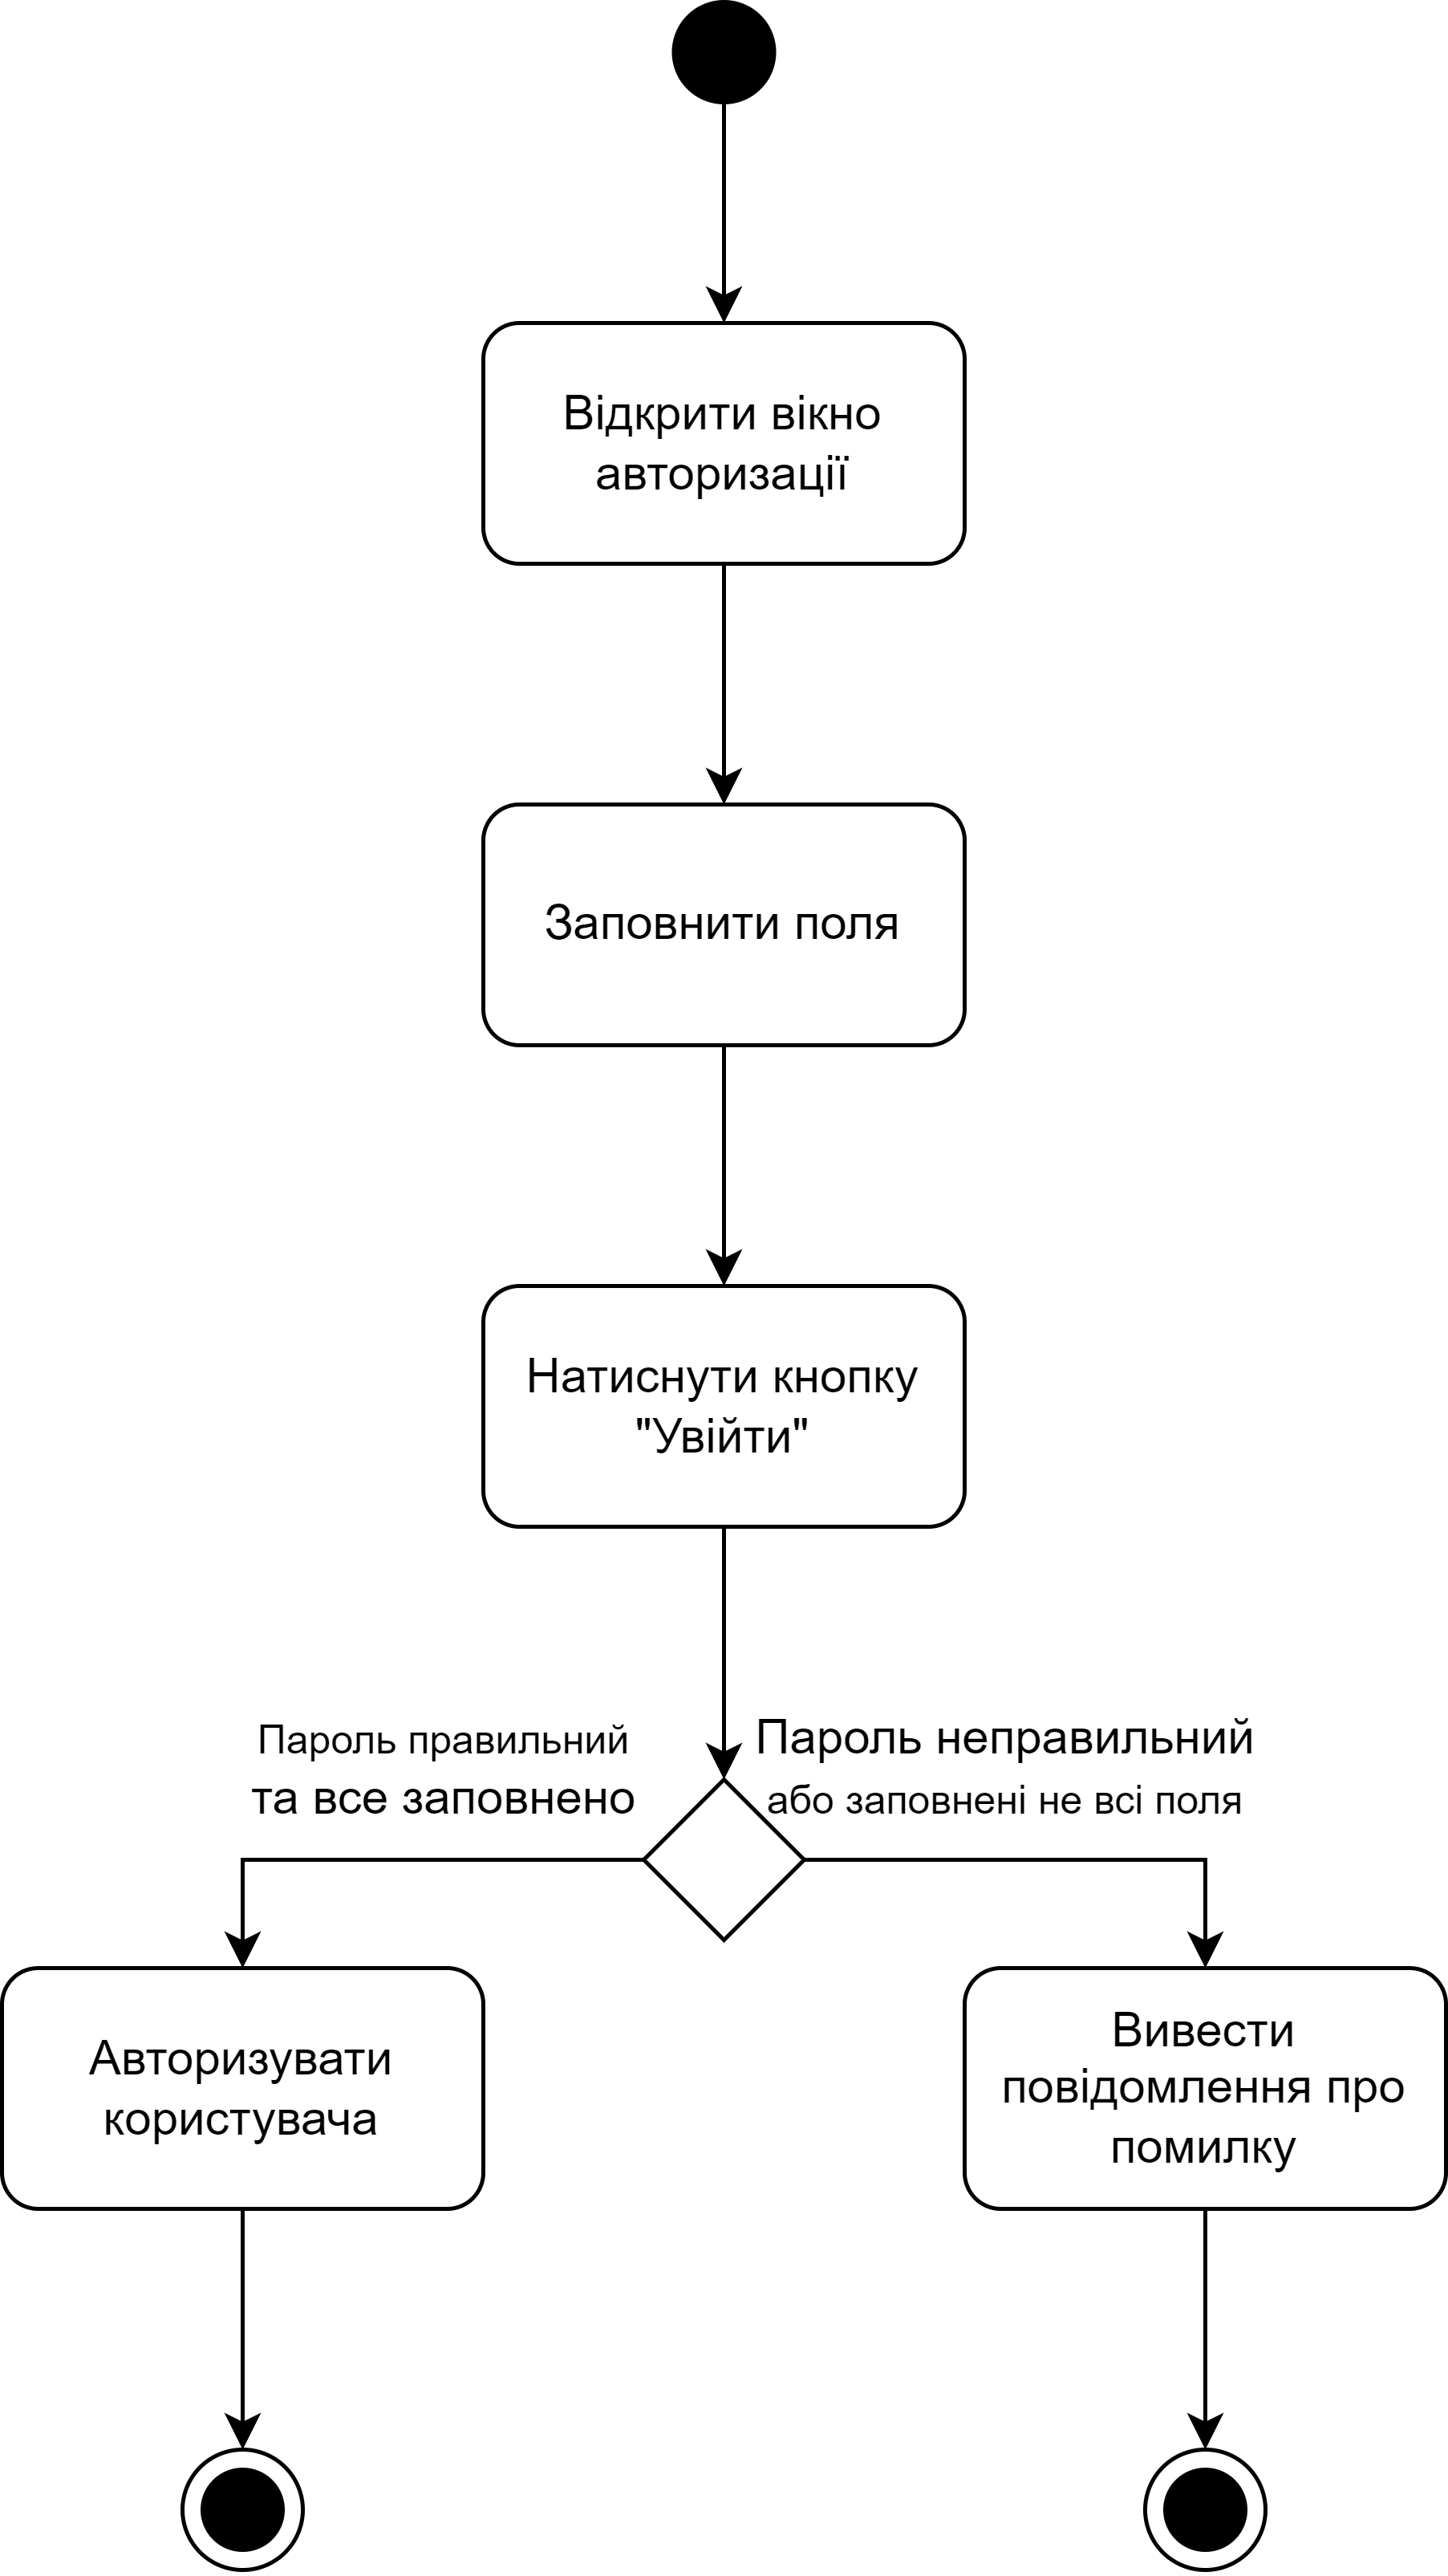 Відкрити вікно
авторизації
Заповнити поля
Натиснути кнопку
"Увійти"
Пароль правильний
та все заповнено
Пароль неправильний
або заповнені не всі поля
Авторизувати
користувача
Вивести
повідомлення про
помилку